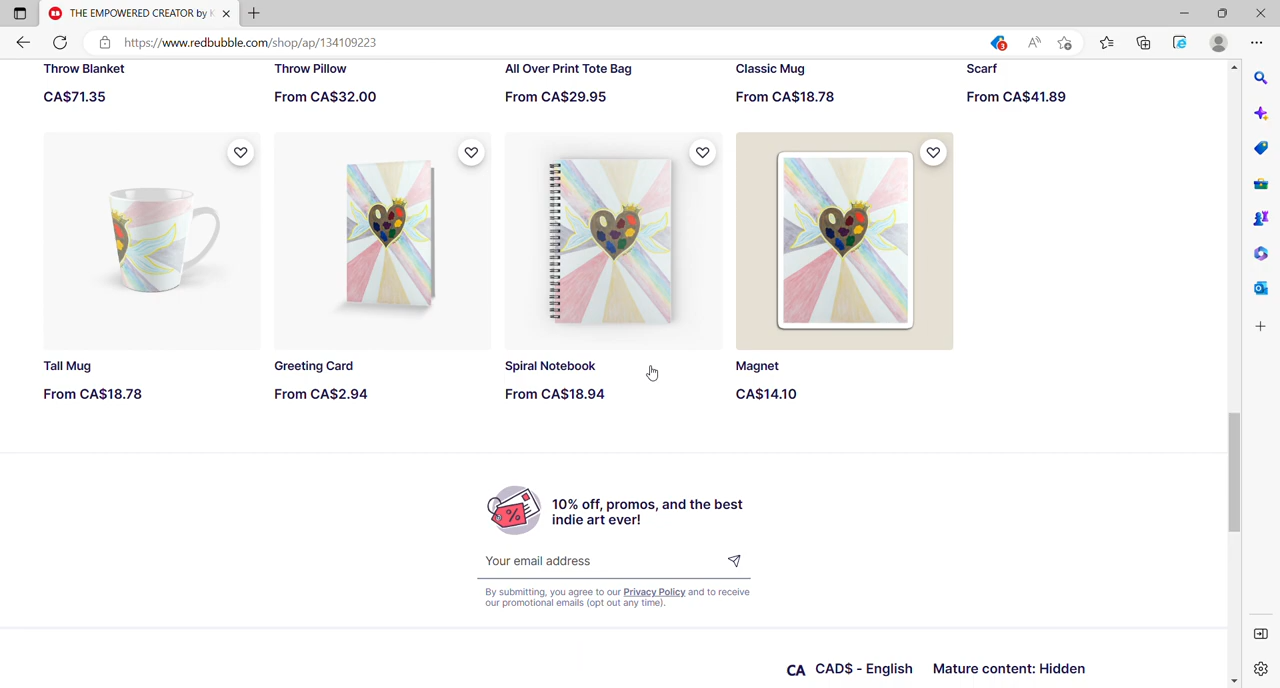 THE EMPOWERED CREATOR by
https://www.redbubble.com/shop/ap/134109223
3
Throw Blanket
Throw Pillow
All Over Print Tote Bag
Classic Mug
Scarf
CA$71.35
From CA$32.00
From CA$29.95
From CA$18.78
From CA$41.89
Tall Mug
Greeting Card
Spiral Notebook
Magnet
From CA$18.78
From CA$2.94
From CA$18.94
CA$14.10
10% off, promos, and the best
indie art ever!
Your email address
By submitting, you agree to our Privacy Policy and to receive
our promotional emails (opt out any time).
CA CAD$ - English
Mature content: Hidden